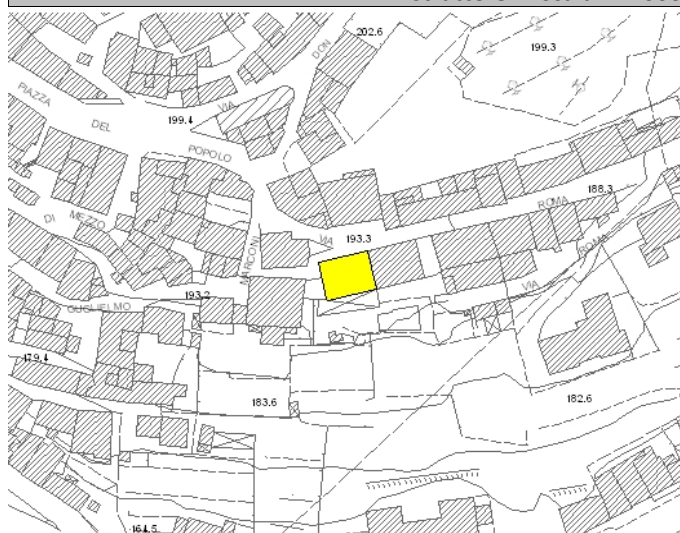 202.6
DON
199.3
PIAZZA
DEL
199.4
VIA
POPOLO
188.3
ROMA
DI MEZZO
MARCONI
VIA
193.3
ROMA
193.2
VIA
GUGLIELMO
179.4
183.6
182.6
164.5